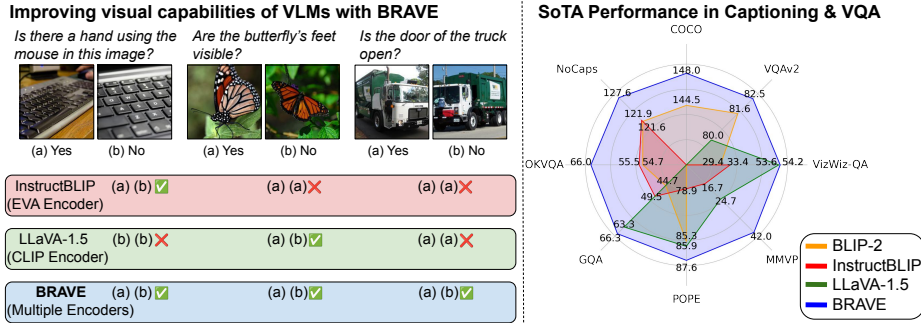 Improving visual capabilities of VLMs with BRAVE
Is there a hand using the
mouse in this image?
Are the butterfly's feet
visible?
Is the door of the truck
open?
(a) Yes
(b) No
(a) Yes
(b) No
(a) Yes
(b) No
InstructBLIP
(EVA Encoder)
(a) (b)✅
(a) (a)❌
(a) (a)❌
LLaVA-1.5
(CLIP Encoder)
(b) (b)❌
(a) (b)✅
(a) (a)❌
BRAVE
(Multiple Encoders)
(a) (b)✅
(a) (b)✅
(a) (b)✅
SoTA Performance in Captioning & VQA
COCO
NoCaps
VQAv2
148.0
127.6
82.5
144.5
81.6
121.9
121.6
80.0
OKVQA
66.0
55.5
54.7
29.4
33.4
53.6
54.2
VizWiz-QA
44.7
49.5
78.9
16.7
24.7
63.3
66.3
85.3
85.9
42.0
GQA
87.6
MMVP
POPE
BLIP-2
InstructBLIP
LLaVA-1.5
BRAVE